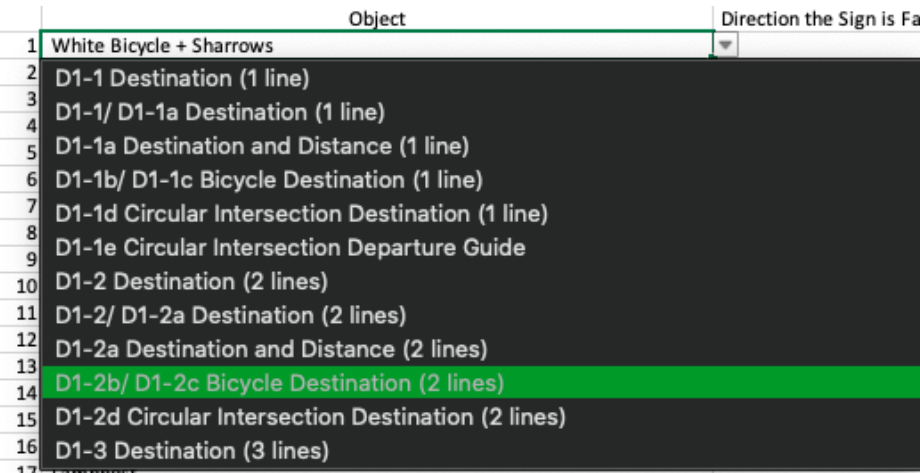 Object
Direction the Sign is Fa
1 White Bicycle + Sharrows
2
3
4
5
6
7
8
9
10
11
12
13
14
15
16
17
D1-1 Destination (1 line)
D1-1/ D1-1a Destination (1 line)
D1-1a Destination and Distance (1 line)
D1-1b/ D1-1c Bicycle Destination (1 line)
D1-1d Circular Intersection Destination (1 line)
D1-1e Circular Intersection Departure Guide
D1-2 Destination (2 lines)
D1-2/ D1-2a Destination (2 lines)
D1-2a Destination and Distance (2 lines)
D1-2b/ D1-2c Bicycle Destination (2 lines)
D1-2d Circular Intersection Destination (2 lines)
D1-3 Destination (3 lines)